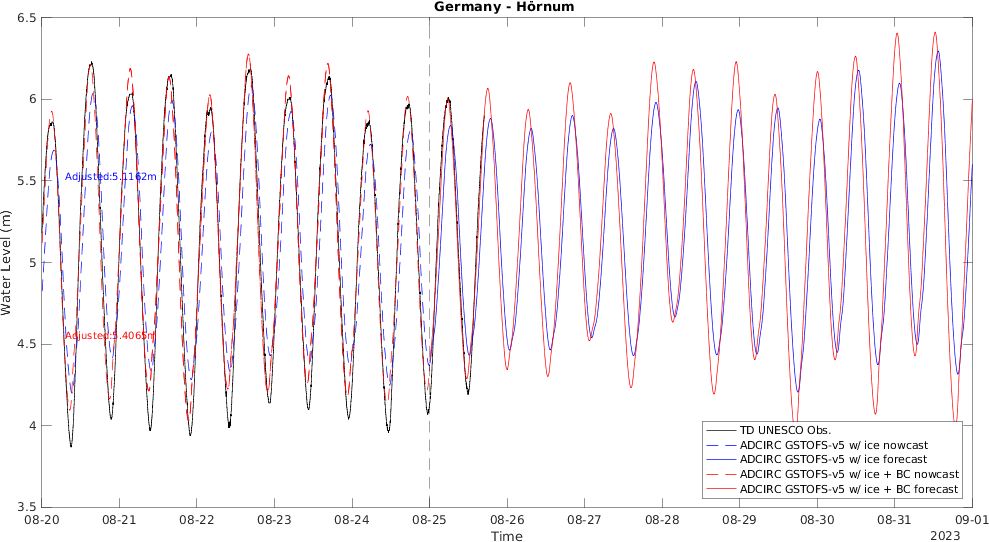 Germany - Hörnum
6.5
6
5.5
5
4.5
4
3.5
Water Level (m)
Adjusted:5.1162m
Adjusted:5.4065m
TD UNESCO Obs.
ADCIRC GSTOFS-v5 w/ ice nowcast
ADCIRC GSTOFS-v5 w/ ice forecast
ADCIRC GSTOFS-v5 w/ ice + BC nowcast
ADCIRC GSTOFS-v5 w/ ice + BC forecast
08-20 08-21 08-22 08-23 08-24 08-25 08-26 08-27 08-28 08-29 08-30 08-31 09-01
Time
2023